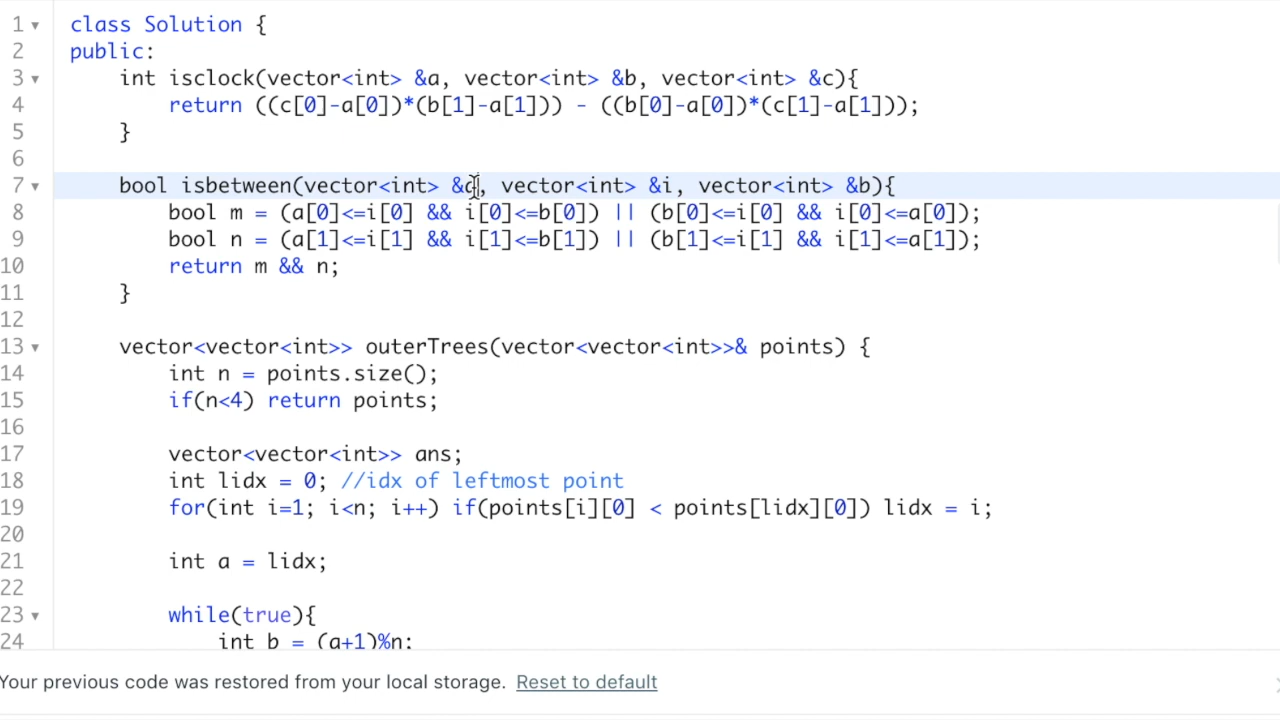 1 class Solution {
2 public:
3 int isclock(vector<int> &a, vector<int> &b, vector<int> &c){
4 return ((c[0]-a[0])*(b[1]-a[1])) - ((b[0]-a[0])*(c[1]-a[1]));
5 }
6
7 bool isbetween(vector<int> &a, vector<int> &i, vector<int> &b){
8 bool m = (a[0]<=i[0] && i[0]<=b[0]) || (b[0]<=i[0] && i[0]<=a[0]);
9 bool n = (a[1]<=i[1] && i[1]<=b[1]) || (b[1]<=i[1] && i[1]<=a[1]);
10 return m && n;
11 }
12
13 vector<vector<int>> outerTrees(vector<vector<int>>& points) {
14 int n = points.size();
15 if(n<4) return points;
16
17 vector<vector<int>> ans;
18 int lidx = 0; //idx of leftmost point
19 for(int i=1; i<n; i++) if(points[i][0] < points[lidx][0]) lidx = i;
20
21 int a = lidx;
22
23 while(true){
24 int b = (a+1)%n;
Your previous code was restored from your local storage. Reset to default